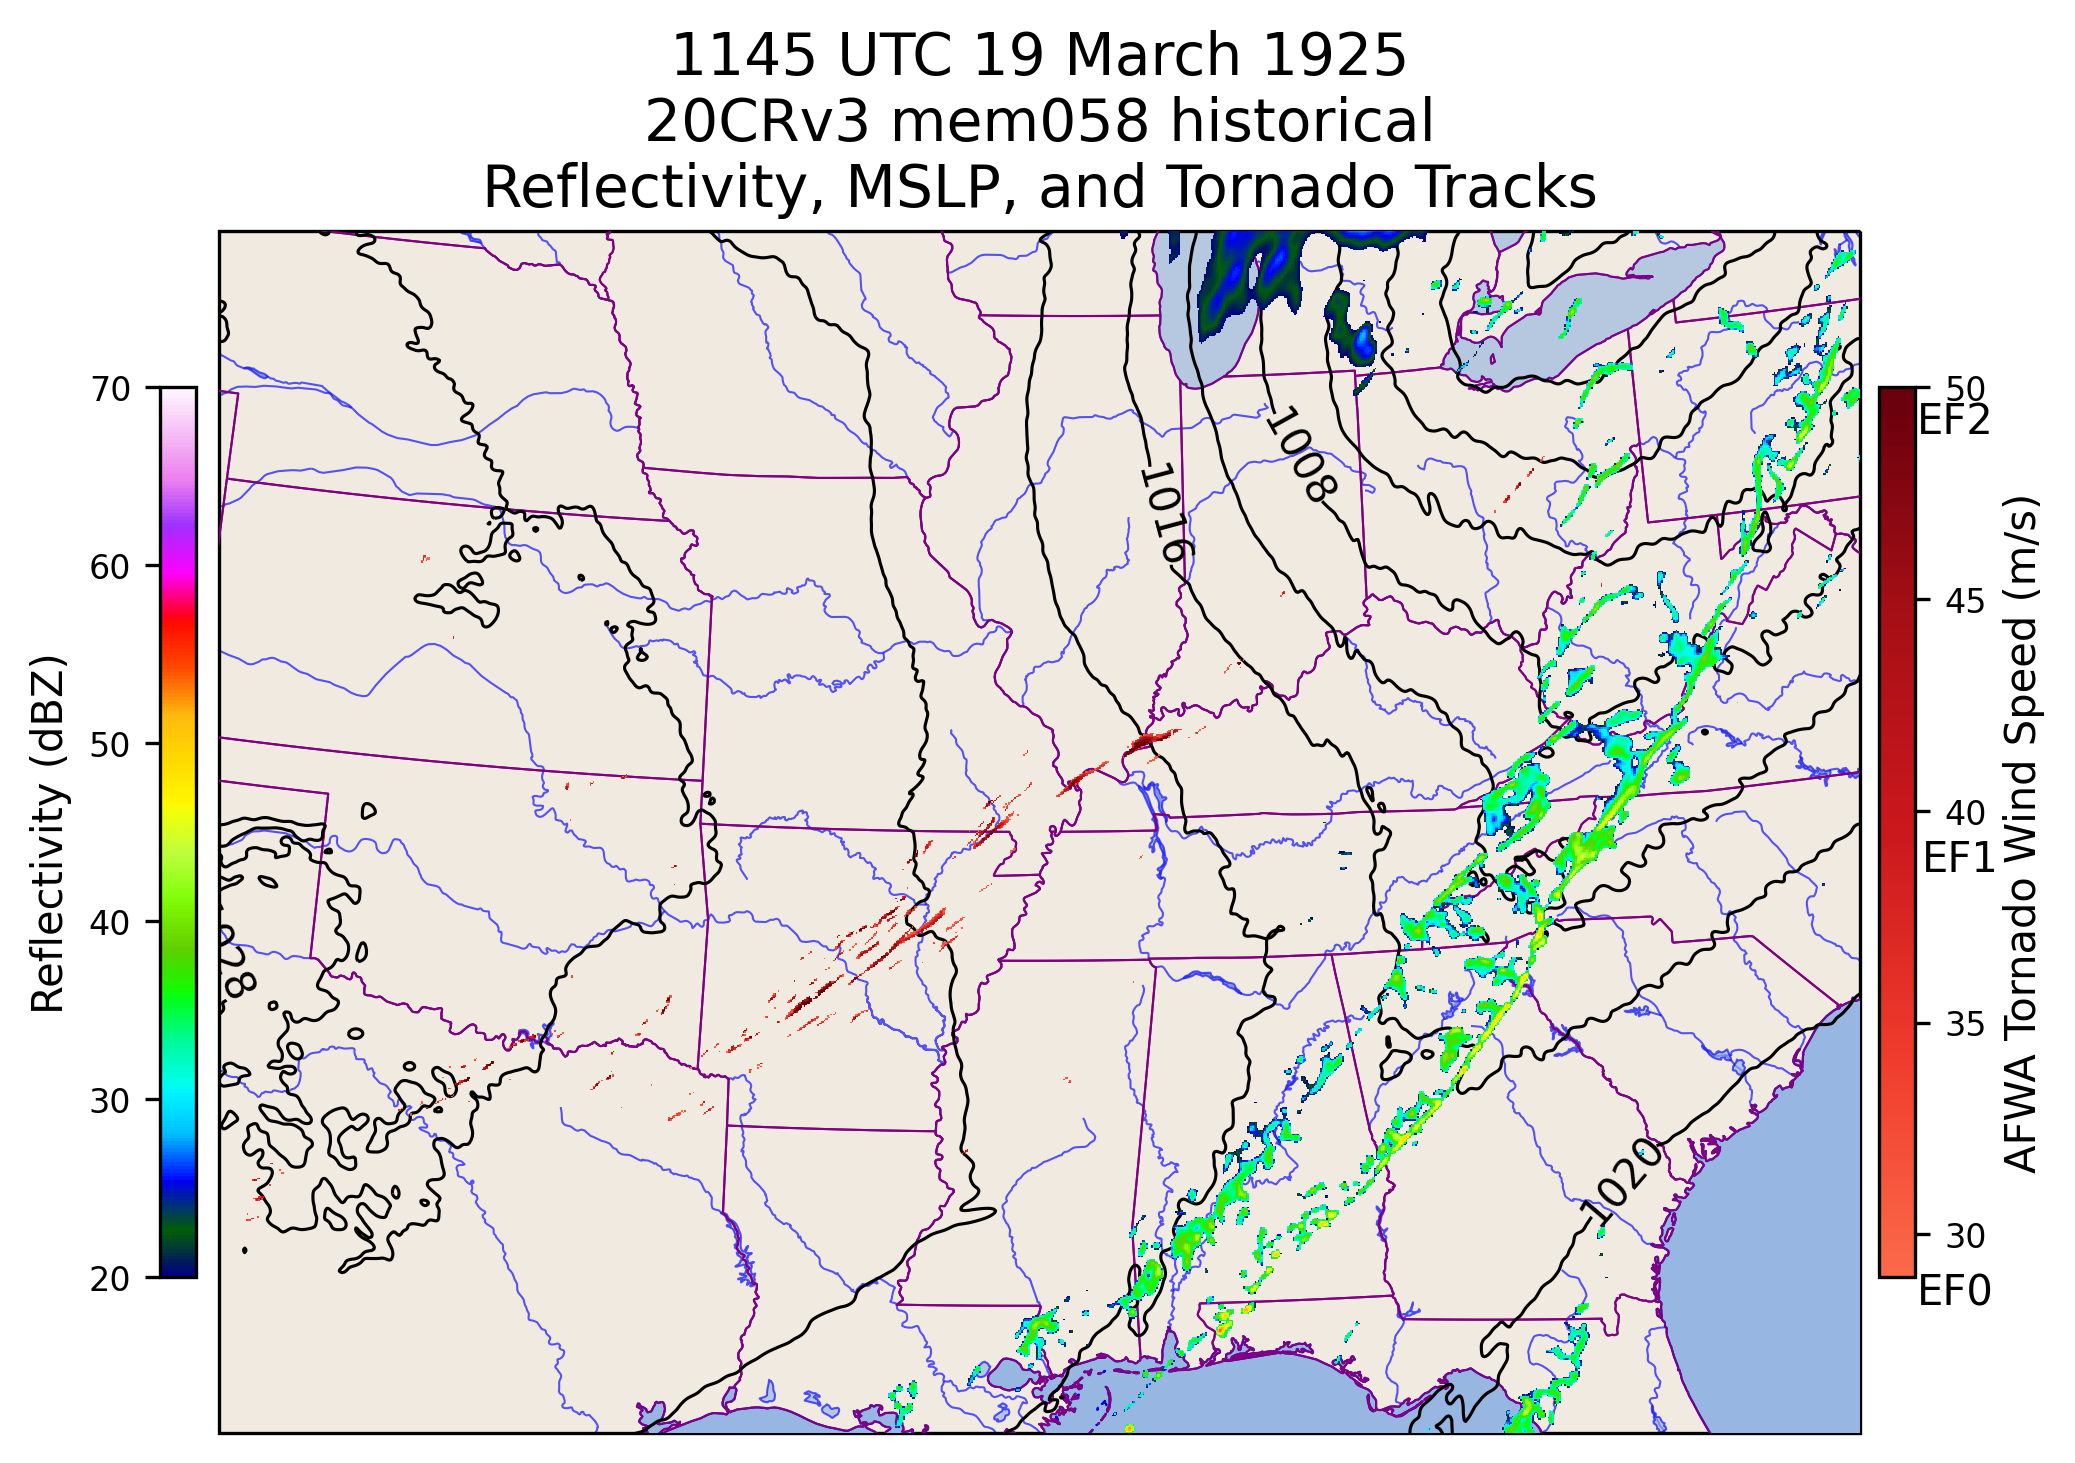 1145 UTC 19 March 1925
20CRv3 mem058 historical
Reflectivity, MSLP, and Tornado Tracks
70
60
50
40
30
20
Reflectivity (dBZ)
1008
1016
1020
28
50
EF2
45
40
EF1
35
30
EF0
AFWA Tornado Wind Speed (m/s)